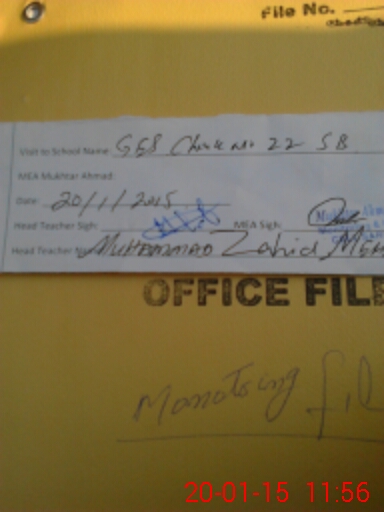 File No.
Visit to School Name: GES Chak no 22 SB
MEA Mukhtar Ahmad:
Date: 20/1/2015
Head Teacher Sign: MEA Sign:
Head Teacher Muhammad Zahid
OFFICE FILE
Monotoring fil
20-01-15 11:56